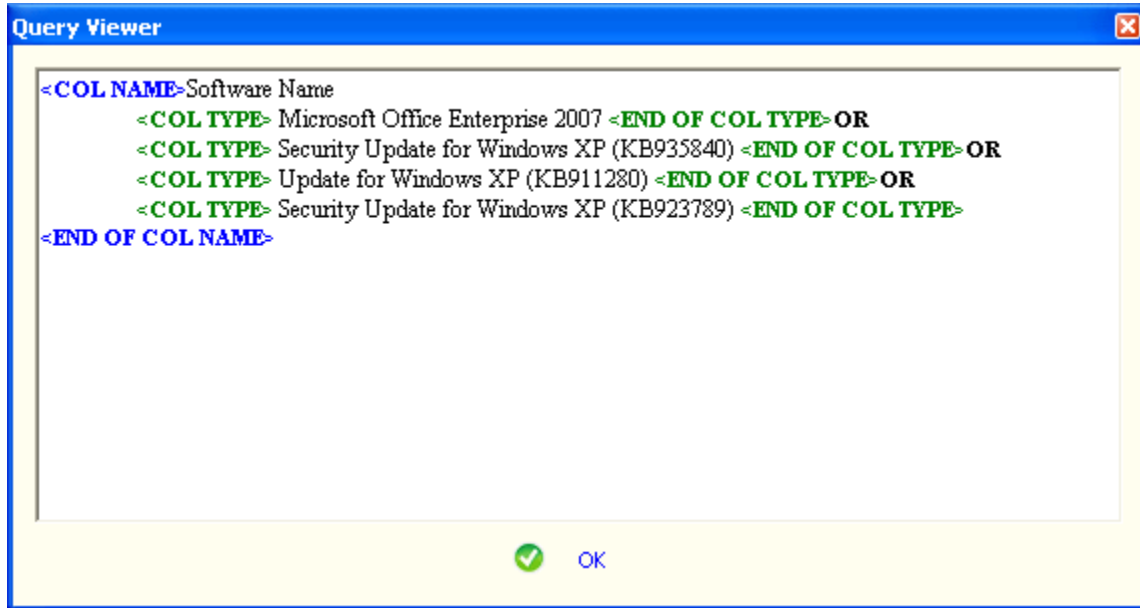 Query Viewer
<COL NAME>Software Name
<COL TYPE> Microsoft Office Enterprise 2007 <END OF COL TYPE>OR
<COL TYPE> Security Update for Windows XP (KB935840) <END OF COL TYPE>OR
<COL TYPE> Update for Windows XP (KB911280) <END OF COL TYPE>OR
<COL TYPE> Security Update for Windows XP (KB923789) <END OF COL TYPE>
<END OF COL NAME>
OK